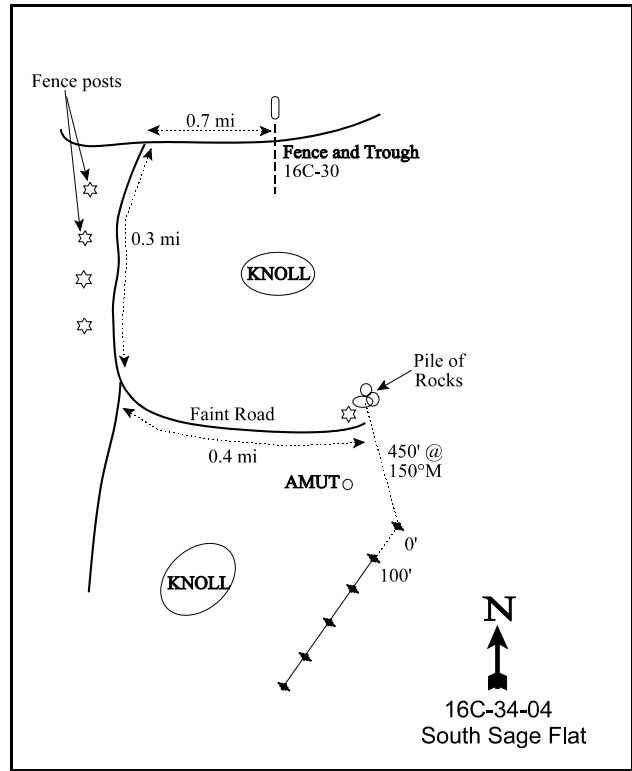 Fence posts
0.7 mi
Fence and Trough
16C-30
0.3 mi
KNOLL
Pile of
Rocks
Faint Road
0.4 mi
450' @
150°M
AMUT
0'
100'
KNOLL
N
16C-34-04
South Sage Flat